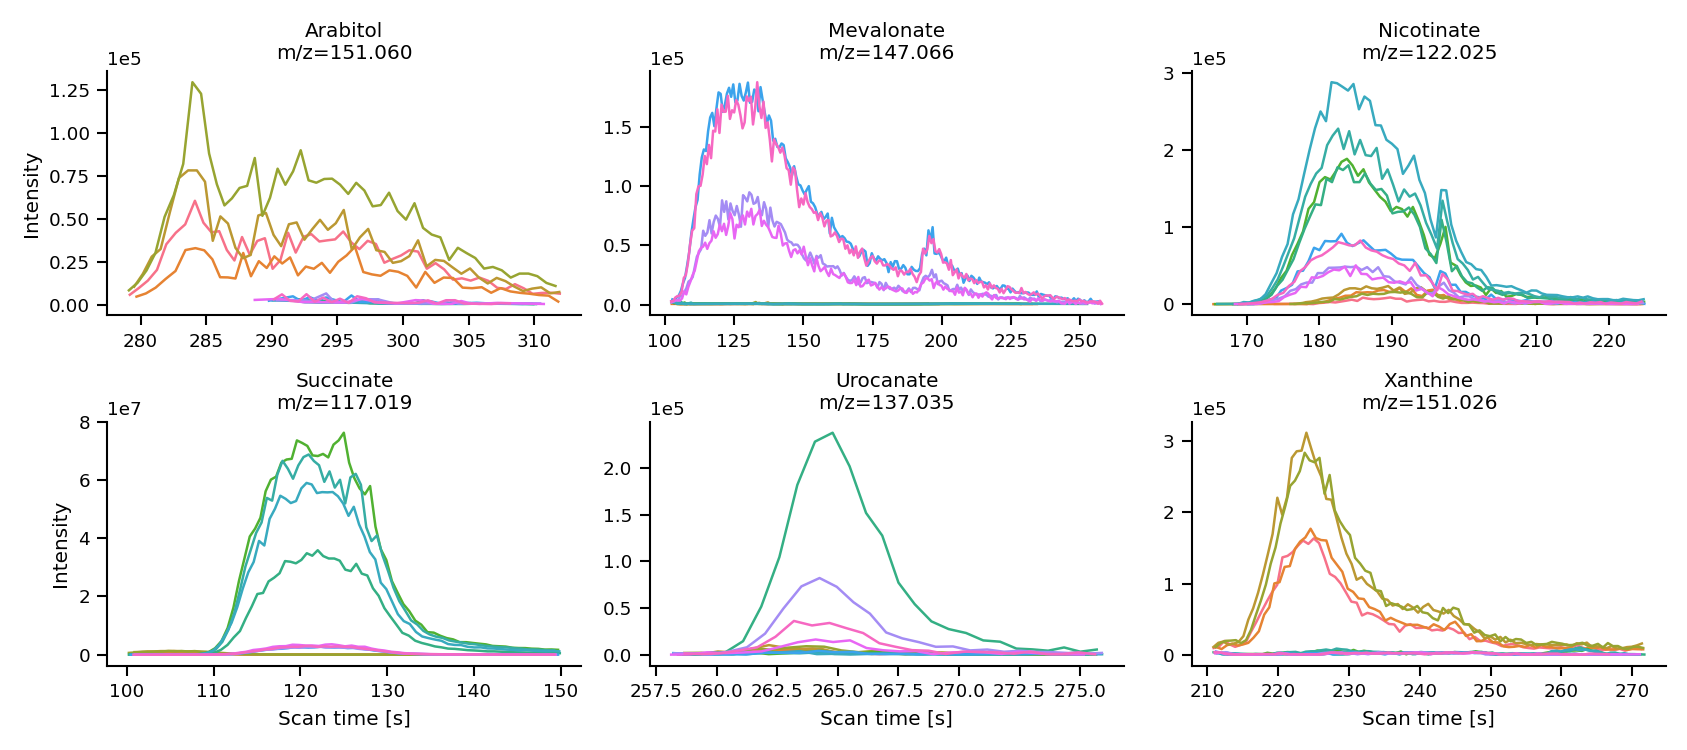 Arabitol
m/z=151.060
1e5
Intensity
1.25
1.00
0.75
0.50
0.25
0.00
280 285 290 295 300 305 310
Mevalonate
m/z=147.066
1e5
1.5
1.0
0.5
0.0
100 125 150 175 200 225 250
Nicotinate
m/z=122.025
1e5
3
2
1
0
170 180 190 200 210 220
Succinate
m/z=117.019
1e7
Intensity
8
6
4
2
0
100 110 120 130 140 150
Scan time [s]
Urocanate
m/z=137.035
1e5
2.0
1.5
1.0
0.5
0.0
257.5 260.0 262.5 265.0 267.5 270.0 272.5 275.0
Scan time [s]
Xanthine
m/z=151.026
1e5
3
2
1
0
210 220 230 240 250 260 270
Scan time [s]